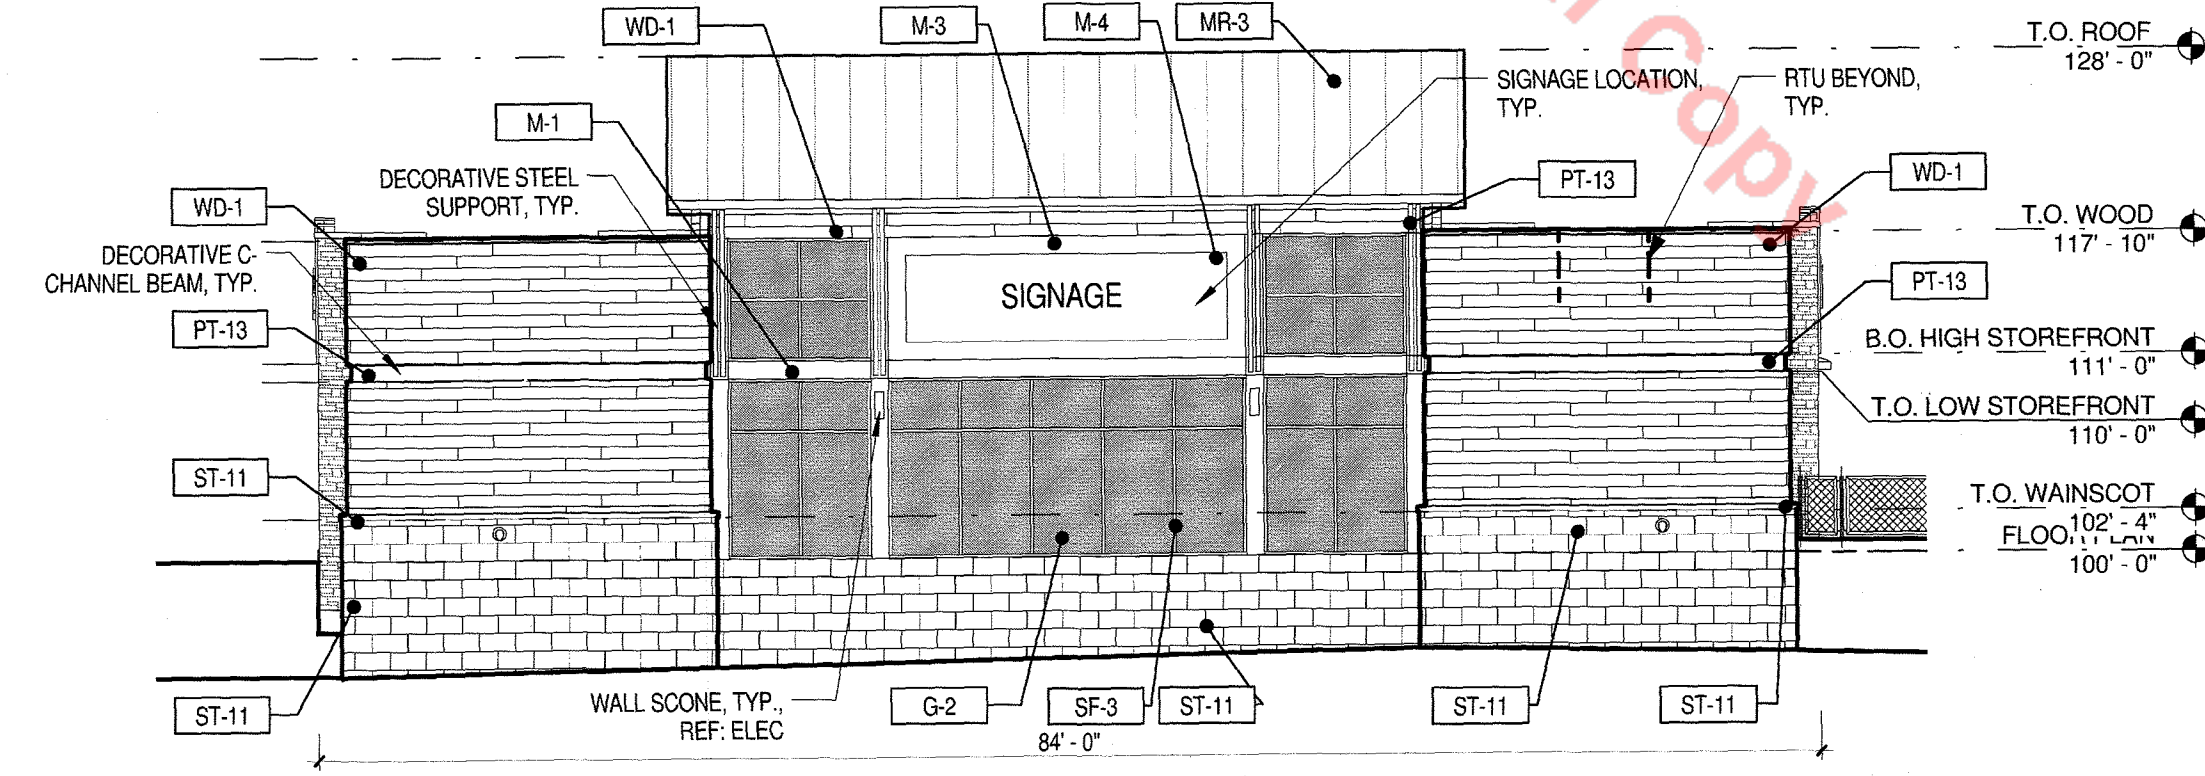 WD-1
M-3
M-4
MR-3
T.O. ROOF
128' - 0"
SIGNAGE LOCATION,
TYP.
RTU BEYOND,
TYP.
M-1
DECORATIVE STEEL
SUPPORT, TYP.
PT-13
WD-1
WD-1
T.O. WOOD
117' - 10"
DECORATIVE C-
CHANNEL BEAM, TYP.
SIGNAGE
PT-13
PT-13
B.O. HIGH STOREFRONT
111' - 0"
T.O. LOW STOREFRONT
110' - 0"
ST-11
T.O. WAINSCOT
102' - 4"
100' - 0"
WALL SCONE, TYP.,
REF: ELEC
ST-11
G-2
SF-3
ST-11
ST-11
ST-11
84' - 0"
Copy